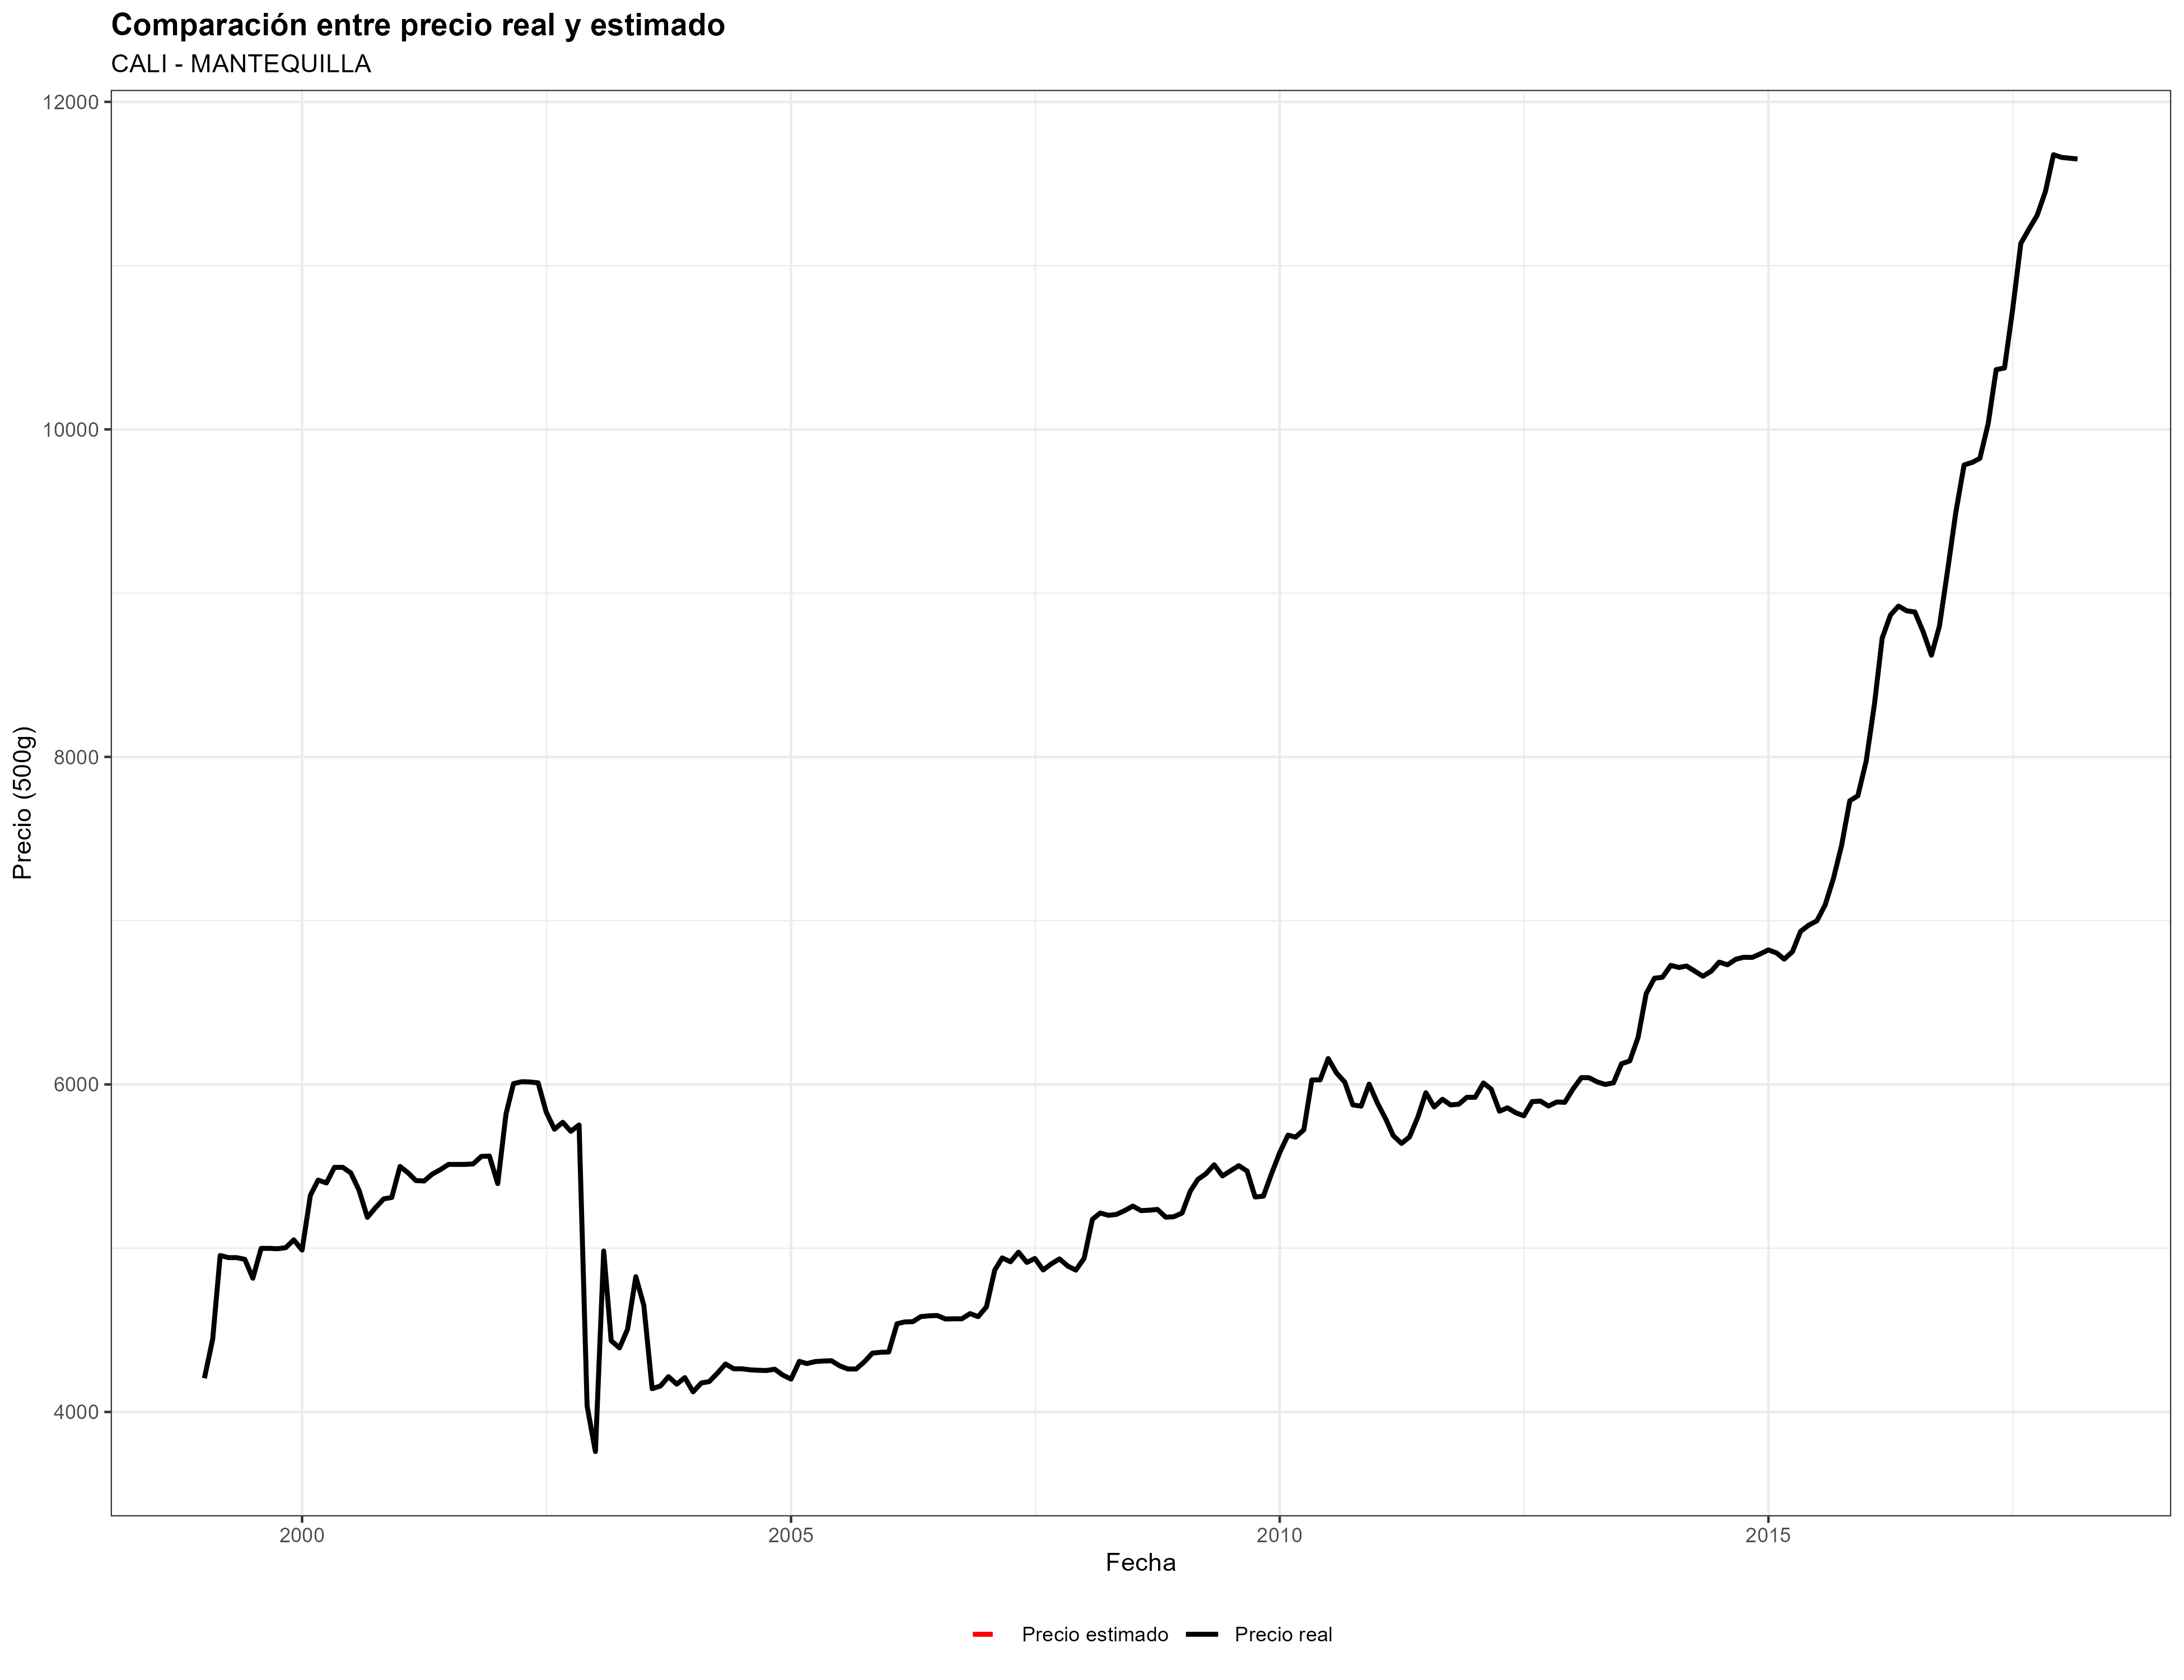 Comparación entre precio real y estimado
CALI - MANTEQUILLA
Precio (500g)
12000
10000
8000
6000
4000
2000
2005
2010
2015
Fecha
Precio estimado
Precio real